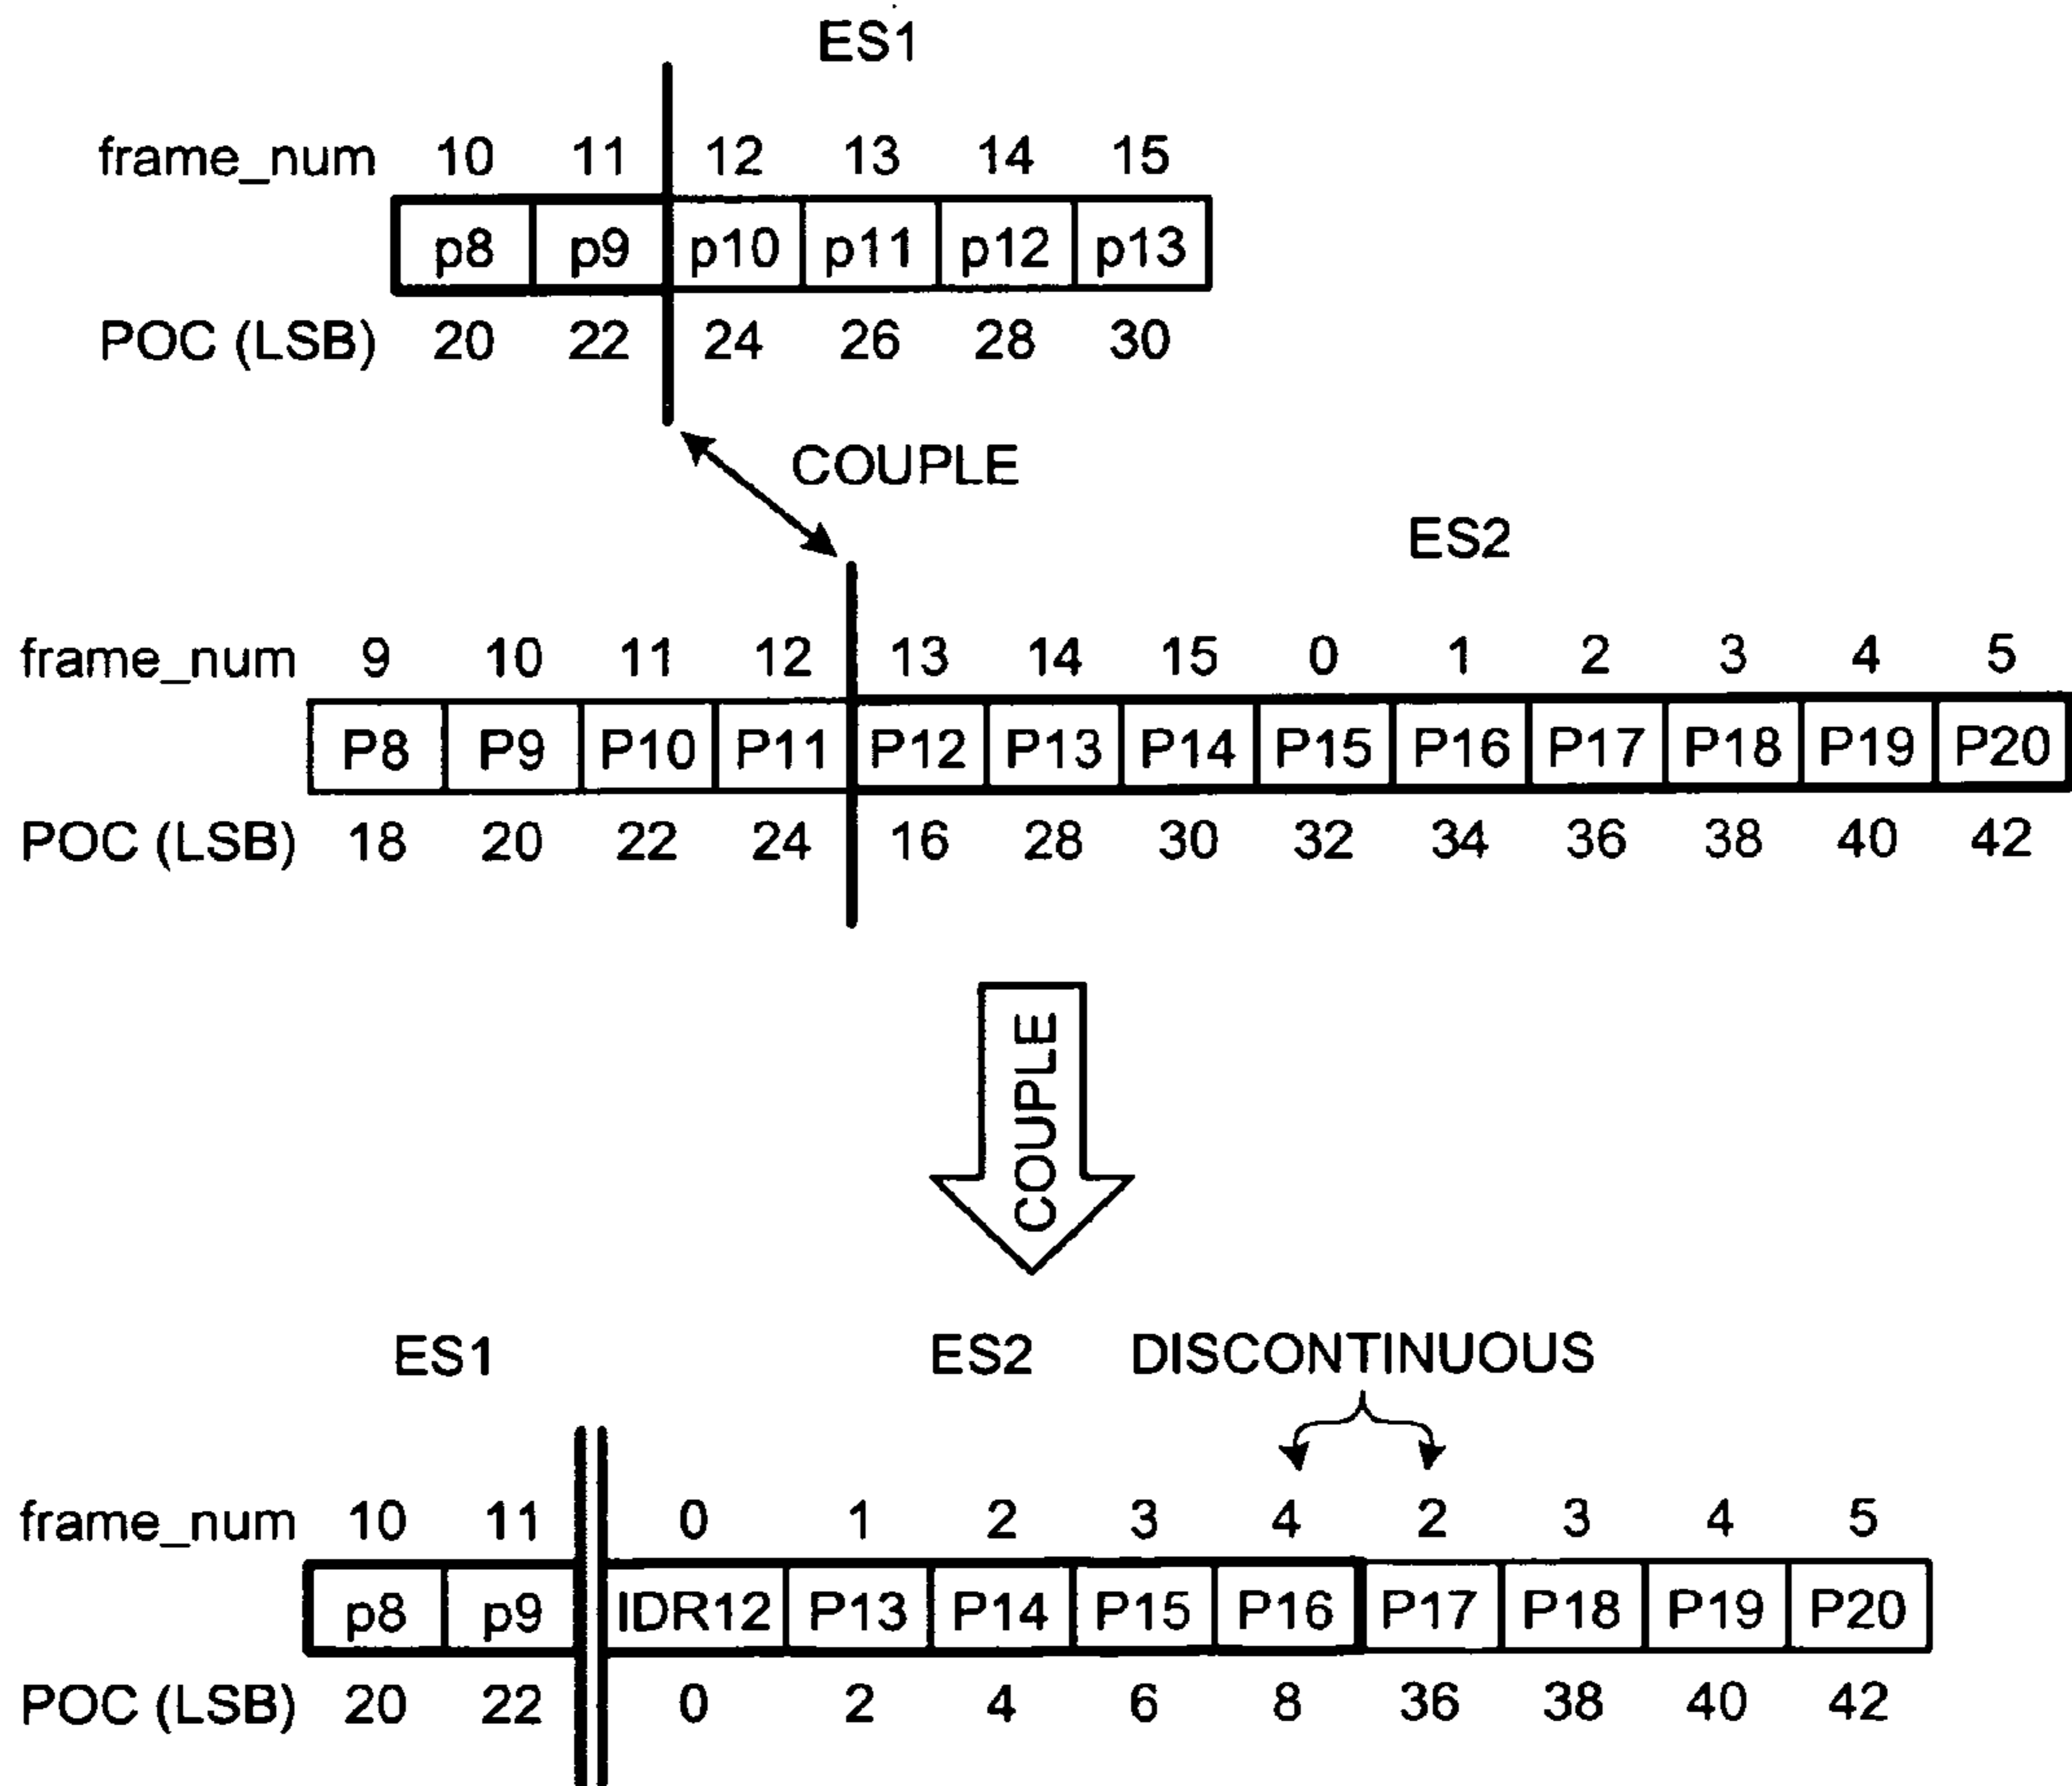 ES1
frame_num 10 11 12 13 14 15
p8 p9 p10 p11 p12 p13
POC (LSB) 20 22 24 26 28 30
COUPLE
ES2
frame_num 9 10 11 12 13 14 15 0 1 2 3 4 5
P8 P9 P10 P11 P12 P13 P14 P15 P16 P17 P18 P19 P20
POC (LSB) 18 20 22 24 16 28 30 32 34 36 38 40 42
COUPLE
ES1 ES2 DISCONTINUOUS
frame_num 10 11 0 1 2 3 4 2 3 4 5
p8 p9 IDR12 P13 P14 P15 P16 P17 P18 P19 P20
POC (LSB) 20 22 0 2 4 6 8 36 38 40 42